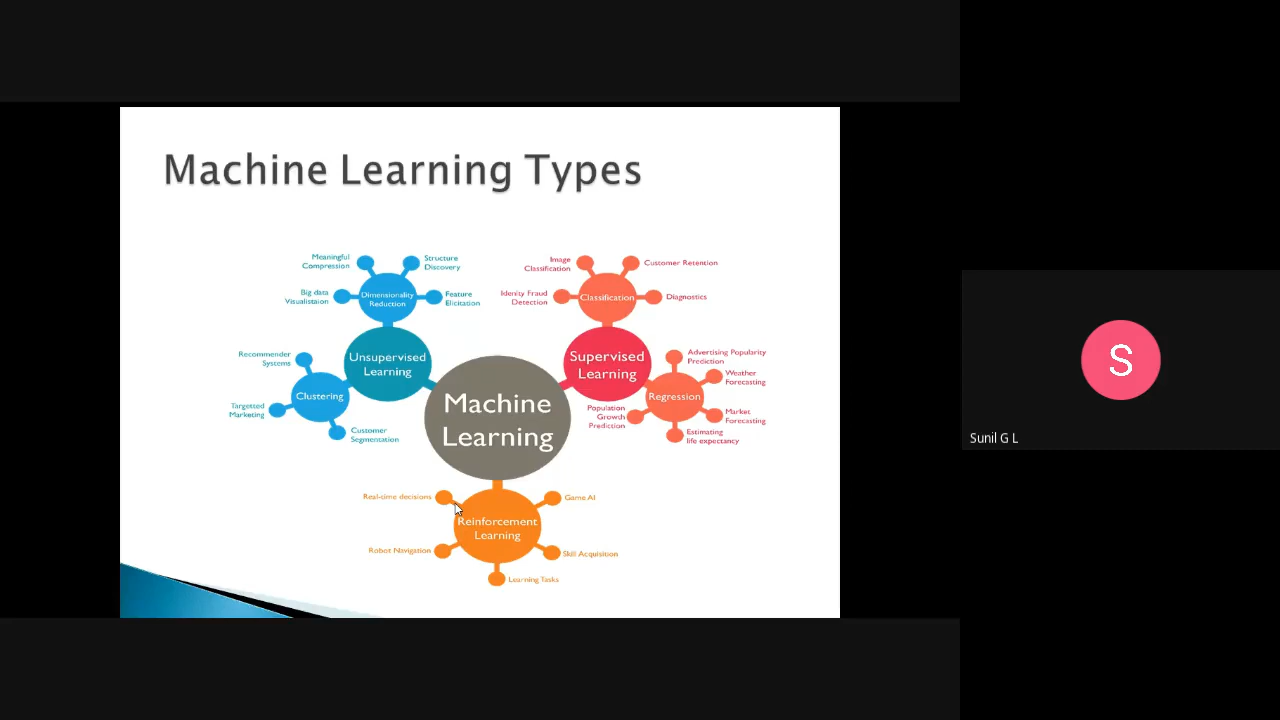 Machine Learning Types
Meaningful
Compression
Structure
Discovery
Big data
Visualistaion
Dimensionality
Reduction
Feature
Elicitation
Recommender
Systems
Unsupervised
Learning
Clustering
Targetted
Marketing
Customer
Segmentation
Image
Classification
Customer Retention
Idenity Fraud
Detection
Classification
Diagnostics
Supervised
Learning
Advertising Popularity
Prediction
Weather
Forecasting
Regression
Population
Growth
Prediction
Market
Forecasting
Estimating
life expectancy
Machine
Learning
Real-time decisions
Game AI
Reinforcement
Learning
Robot Navigation
Skill Acquisition
Learning Tasks
S
Sunil G L